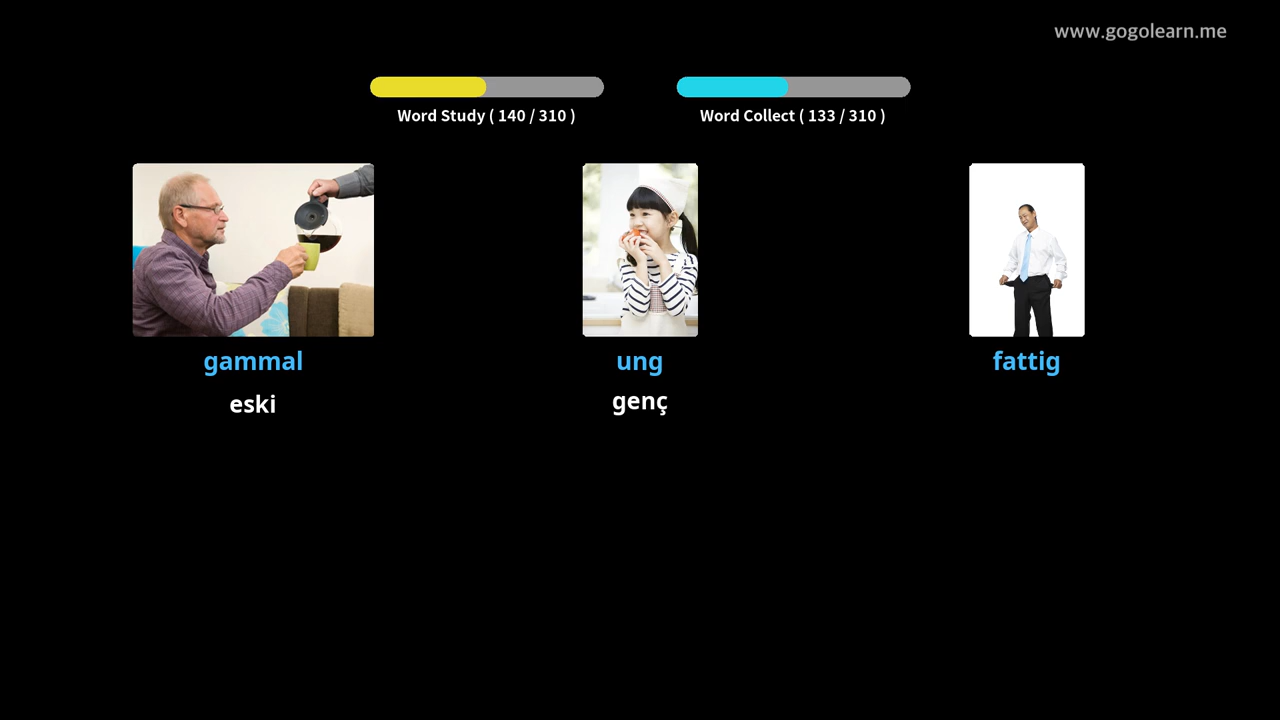 www.gogolearn.me
Word Study ( 140 / 310 )
Word Collect ( 133 / 310 )
gammal
ung
fattig
eski
genç